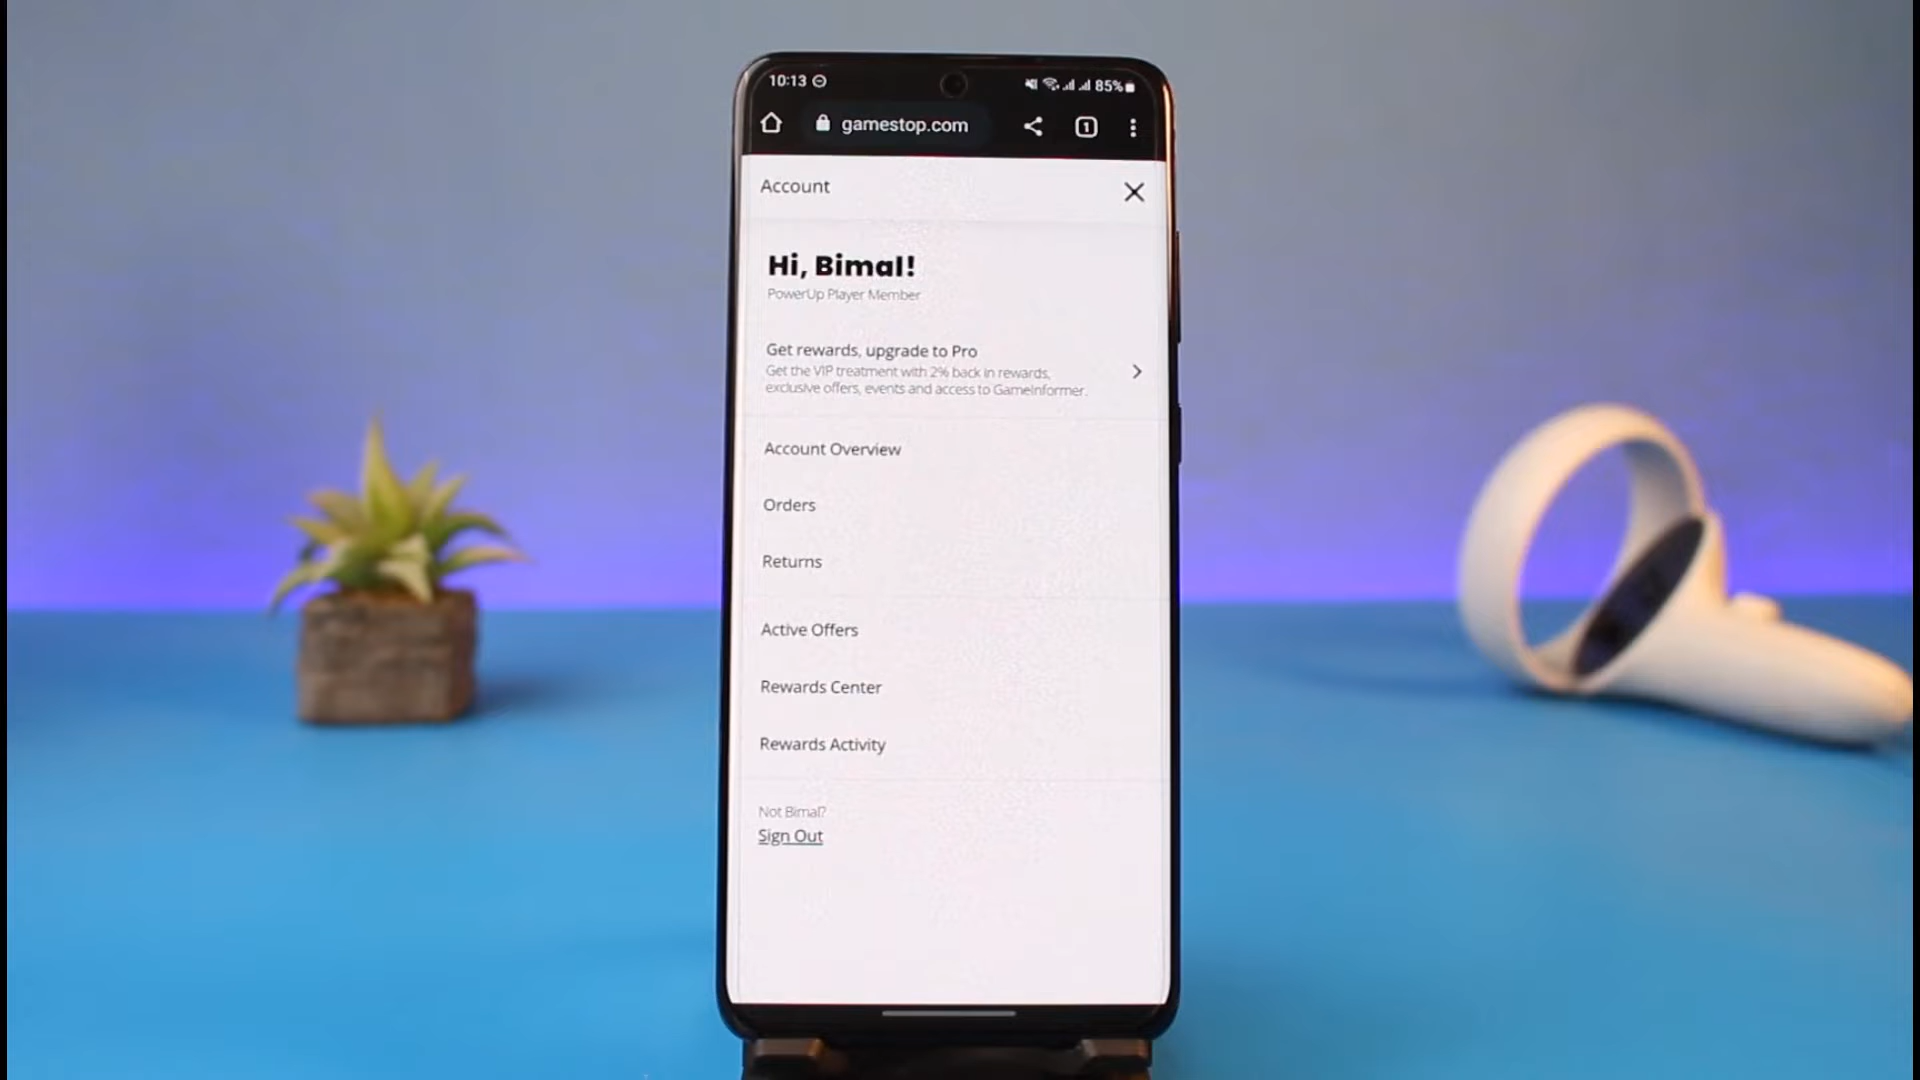 10:13
85%
gamestop.com
1
Account
Hi, Bimal!
PowerUp Player Member
Get rewards, upgrade to Pro
Get the VIP treatment with 2% back in rewards,
exclusive offers, events and access to GameInformer.
Account Overview
Orders
Returns
Active Offers
Rewards Center
Rewards Activity
Not Bimal?
Sign Out